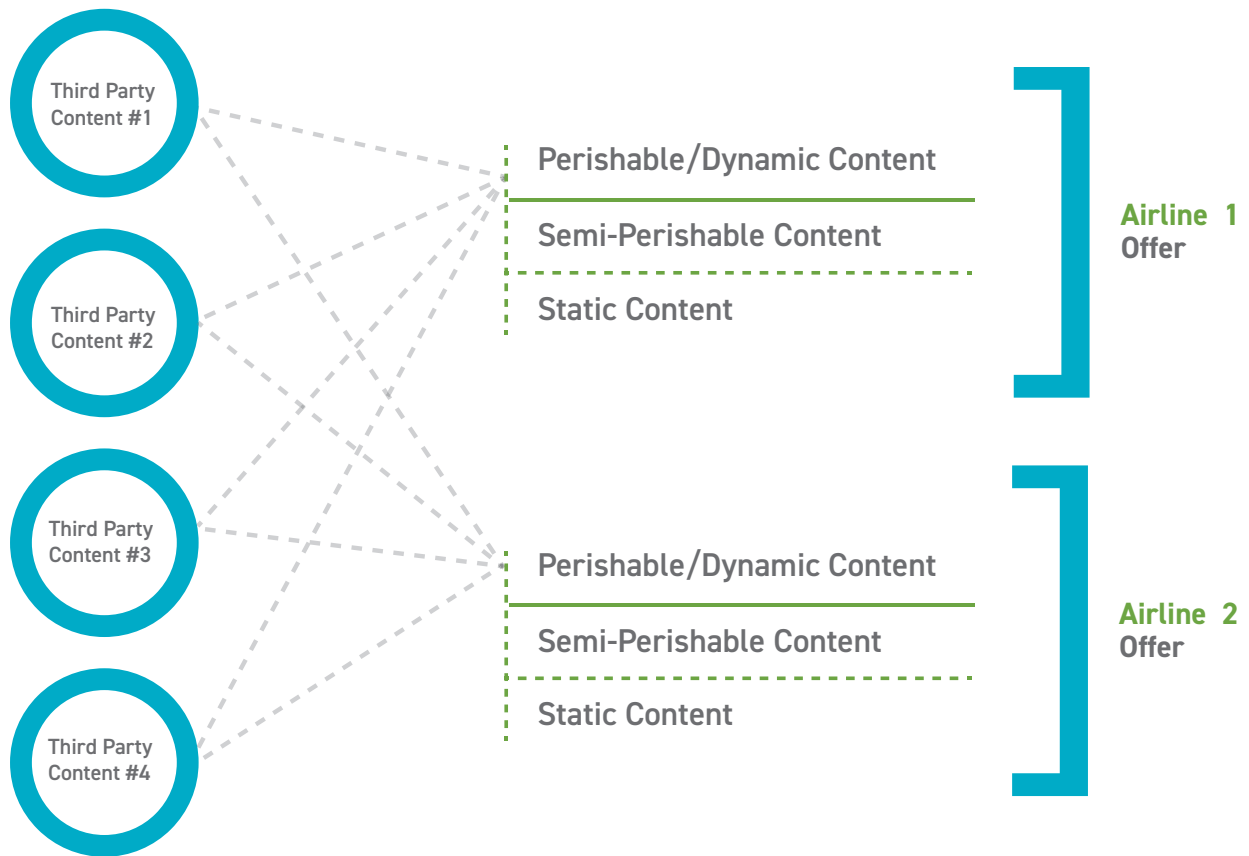 Third Party
Content #1
Third Party
Content #2
Third Party
Content #3
Third Party
Content #4
Perishable/Dynamic Content
Semi-Perishable Content
Static Content
Airline 1
Offer
Perishable/Dynamic Content
Semi-Perishable Content
Static Content
Airline 2
Offer